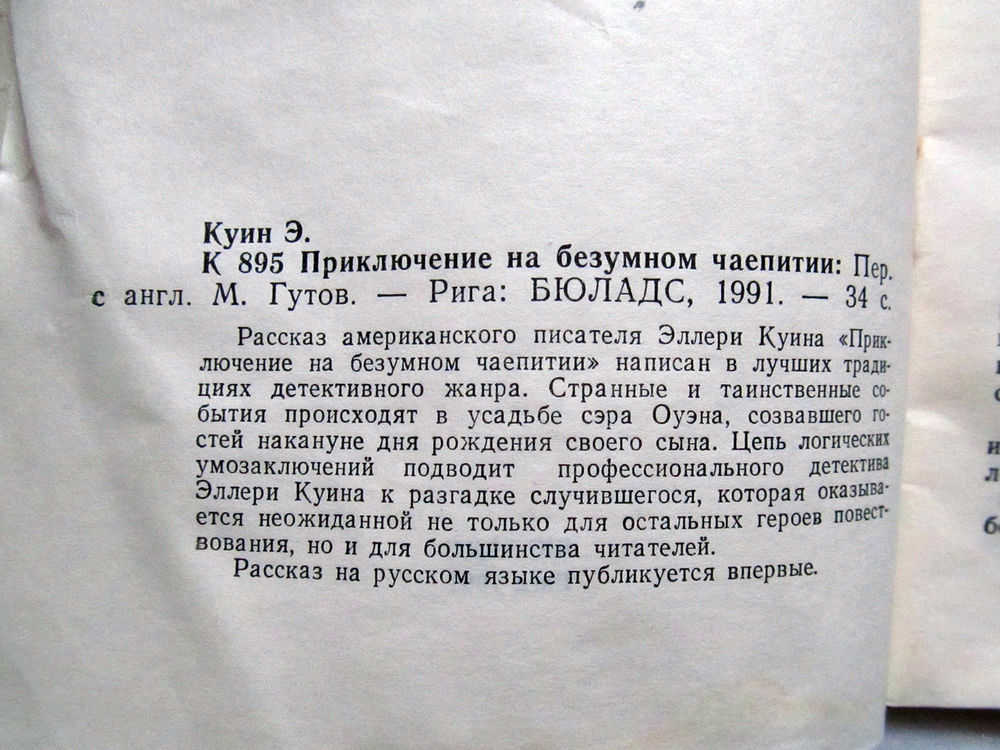 Куин Э.
К 895 Приключение на безумном чаепитии: Пер.
с англ. М. Гутов. — Рига: БЮЛАДС, 1991. — 34 с.
Рассказ американского писателя Эллери Куина «Прик-
лючение на безумном чаепитии» написан в лучших тради-
циях детективного жанра. Странные и таинственные со-
бытия происходят в усадьбе сэра Оуэна, созвавшего го-
стей накануне дня рождения своего сына. Цепь логических
умозаключений подводит профессионального детектива
Эллери Куина к разгадке случившегося, которая оказыва-
ется неожиданной не только для остальных героев повест-
вования, но и для большинства читателей.
Рассказ на русском языке публикуется впервые.